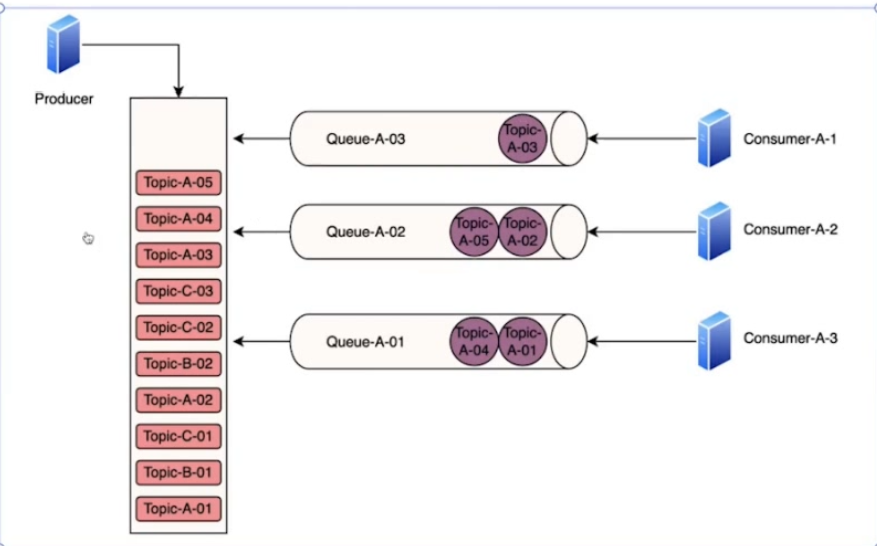 Producer
Topic-A-05
Topic-A-04
Topic-A-03
Topic-C-03
Topic-C-02
Topic-B-02
Topic-A-02
Topic-C-01
Topic-B-01
Topic-A-01
Queue-A-03
Topic-
A-03
Consumer-A-1
Queue-A-02
Topic-
A-05
Topic-
A-02
Consumer-A-2
Queue-A-01
Topic-
A-04
Topic-
A-01
Consumer-A-3